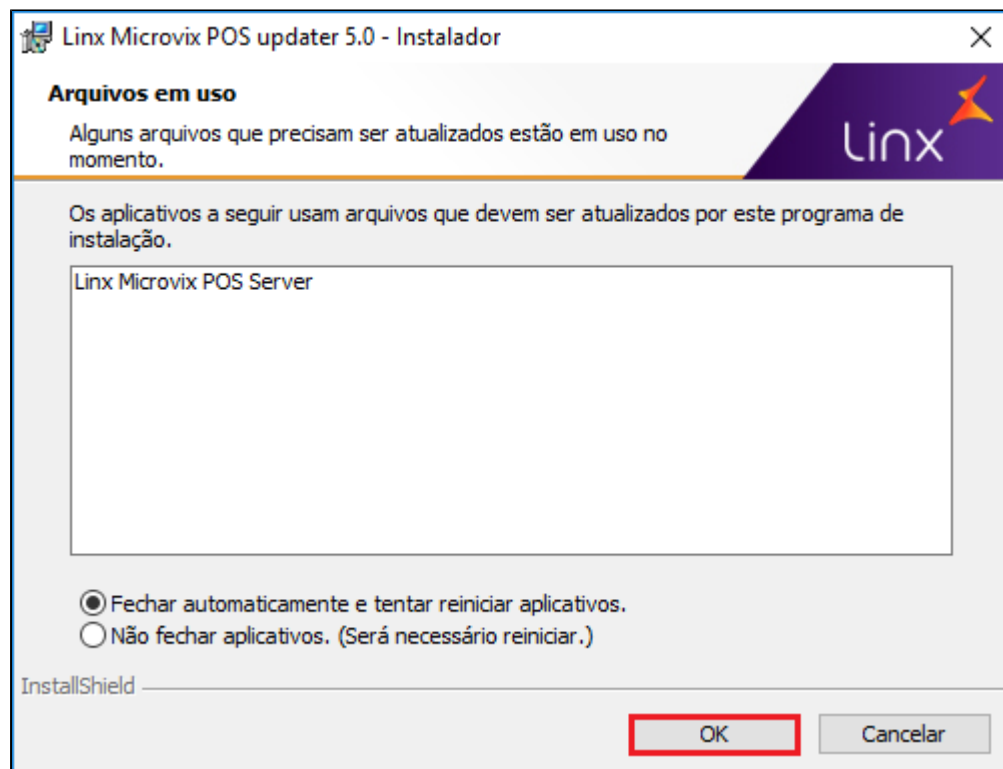 Linx Microvix POS updater 5.0 - Instalador
Arquivos em uso
Alguns arquivos que precisam ser atualizados estão em uso no
momento.
Linx
Os aplicativos a seguir usam arquivos que devem ser atualizados por este programa de
instalação.
Linx Microvix POS Server
Fechar automaticamente e tentar reiniciar aplicativos.
Não fechar aplicativos. (Será necessário reiniciar.)
InstallShield
OK
Cancelar